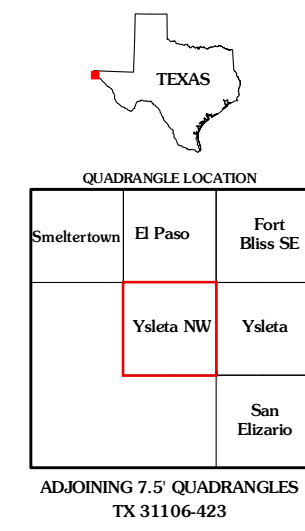 TEXAS
QUADRANGLE LOCATION
Smeltertown
El Paso
Fort
Bliss SE
Ysleta NW
Ysleta
San
Elizario
ADJOINING 7.5' QUADRANGLES
TX 31106-423